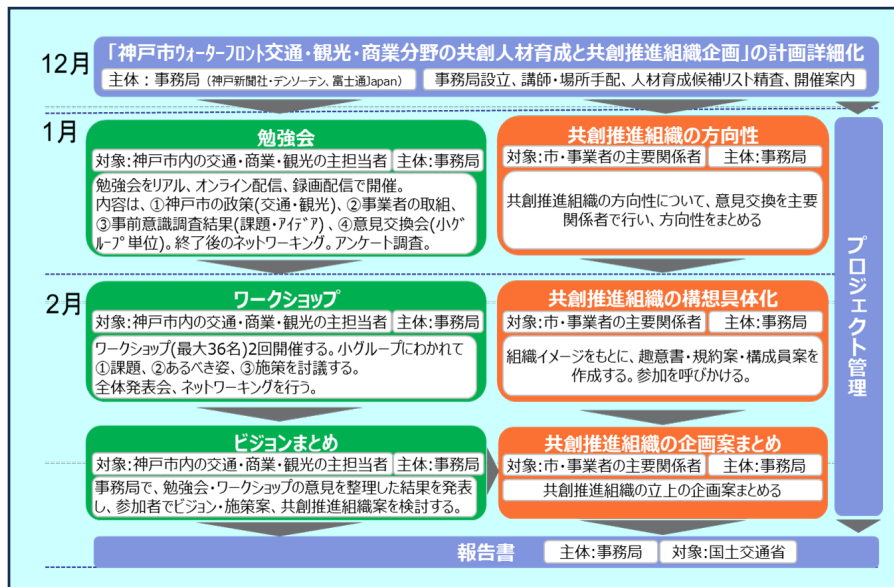 「神戸市ウォーターフロント交通・観光・商業分野の共創人材育成と共創推進組織企画」の計画詳細化
12月
主体：事務局（神戸新聞社・デンソーテン、富士通Japan）
事務局設立、講師・場所手配、人材育成候補リスト精査、開催案内
1月
勉強会
対象:神戸市内の交通・商業・観光の主担当者
主体:事務局
勉強会をリアル、オンライン配信、録画配信で開催。
内容は、①神戸市の政策(交通・観光)、②事業者の取組、
③事前意識調査結果(課題・アイデア)、④意見交換会(小グ
ループ単位)。終了後のネットワーキング。アンケート調査。
共創推進組織の方向性
対象:市・事業者の主要関係者
主体:事務局
共創推進組織の方向性について、意見交換を主要
関係者で行い、方向性をまとめる
プロジェクト管理
2月
ワークショップ
対象:神戸市内の交通・商業・観光の主担当者
主体:事務局
ワークショップ(最大36名)2回開催する。小グループにわかれて
①課題、②あるべき姿、③施策を討議する。
全体発表会、ネットワーキングを行う。
共創推進組織の構想具体化
対象:市・事業者の主要関係者
主体:事務局
組織イメージをもとに、趣意書・規約案・構成員案を
作成する。参加を呼びかける。
ビジョンまとめ
対象:神戸市内の交通・商業・観光の主担当者
主体:事務局
事務局で、勉強会・ワークショップの意見を整理した結果を発表
し、参加者でビジョン・施策案、共創推進組織案を検討する。
共創推進組織の企画案まとめ
対象:市・事業者の主要関係者
主体:事務局
共創推進組織の立上の企画案まとめる
報告書
主体:事務局
対象:国土交通省